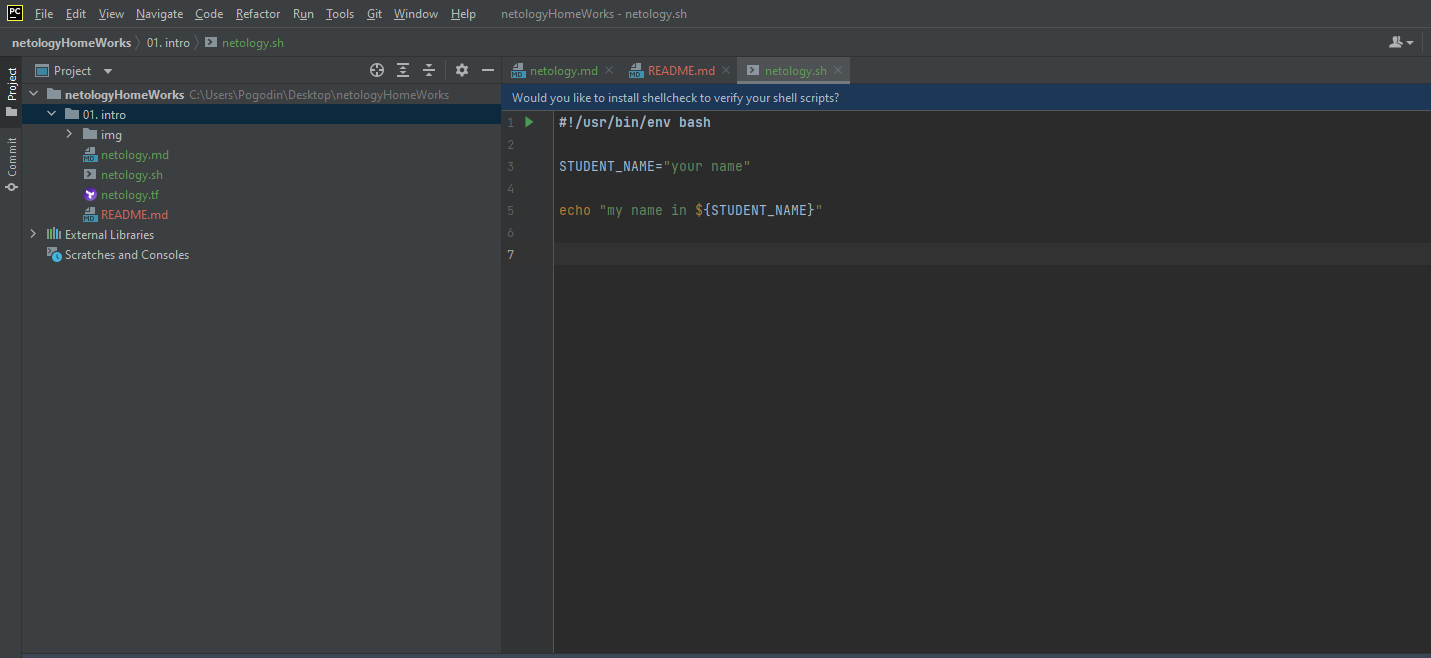 PC File Edit View Navigate Code Refactor Run Tools Git Window Help netologyHomeWorks - netology.sh
netologyHomeWorks 01. intro netology.sh
Project
Project
Commit
netologyHomeWorks C:\Users\Pogodin\Desktop\netologyHomeWorks
01. intro
img
MD netology.md
netology.sh
netology.tf
MD README.md
External Libraries
Scratches and Consoles
MD netology.md MD README.md netology.sh
Would you like to install shellcheck to verify your shell scripts?
1 #!/usr/bin/env bash
2
3 STUDENT_NAME="your name"
4
5 echo "my name in ${STUDENT_NAME}"
6
7